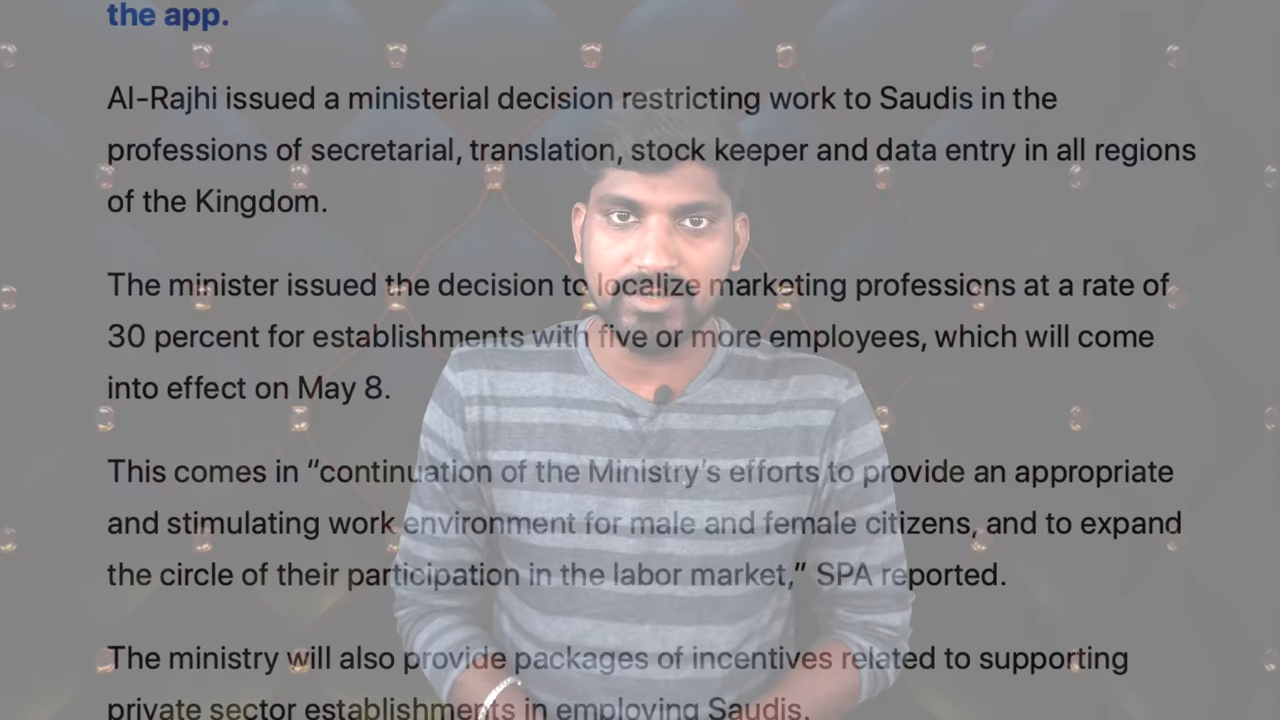 the app.
Al-Rajhi issued a ministerial decision restricting work to Saudis in the
professions of secretarial, translation, stock keeper and data entry in all regions
of the Kingdom.
The minister issued the decision to localize marketing professions at a rate of
30 percent for establishments with five or more employees, which will come
into effect on May 8.
This comes in “continuation of the Ministry’s efforts to provide an appropriate
and stimulating work environment for male and female citizens, and to expand
the circle of their participation in the labor market,” SPA reported.
The ministry will also provide packages of incentives related to supporting
private sector establishments in employing Saudis.